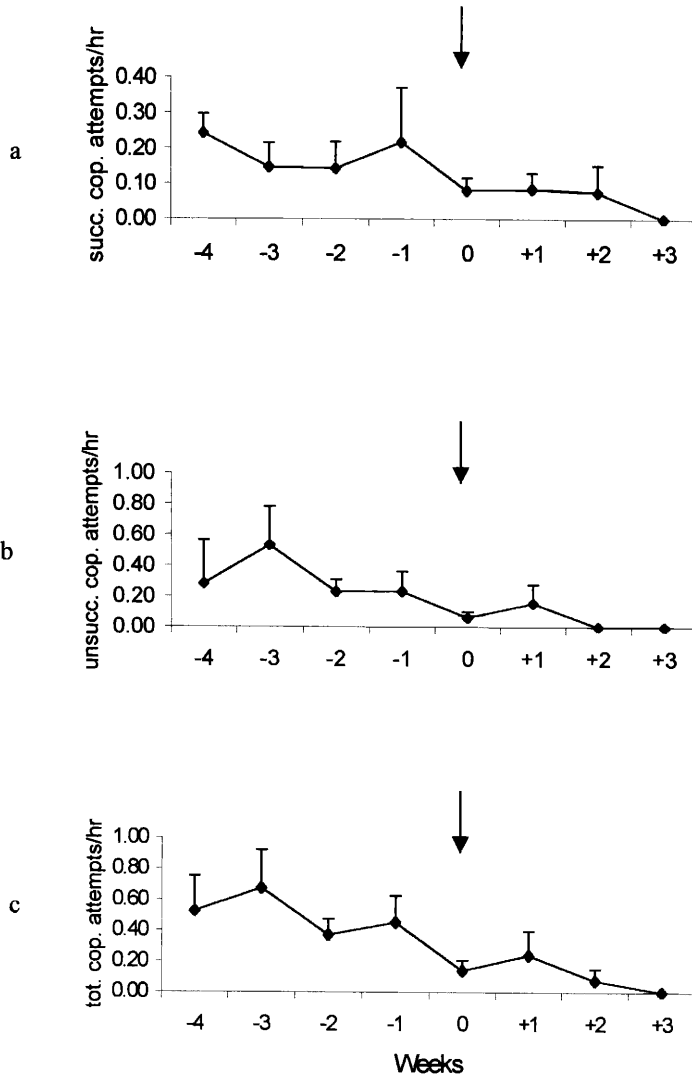 a
succ. cop. attempts/hr
0.40
0.30
0.20
0.10
0.00
-4 -3 -2 -1 0 +1 +2 +3
b
unsucc. cop. attempts/hr
1.00
0.80
0.60
0.40
0.20
0.00
-4 -3 -2 -1 0 +1 +2 +3
c
tot. cop. attempts/hr
1.00
0.80
0.60
0.40
0.20
0.00
-4 -3 -2 -1 0 +1 +2 +3
Weeks